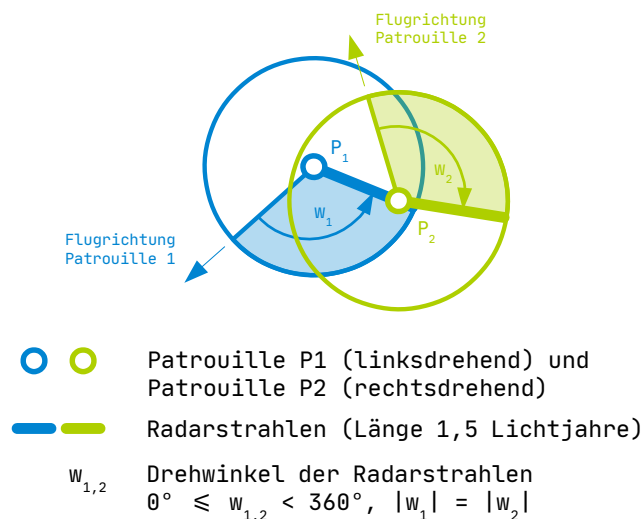 Flugrichtung
Patrouille 2
P1
w2
w1
P2
Flugrichtung
Patrouille 1
Patrouille P1 (linksdrehend) und
Patrouille P2 (rechtsdrehend)
Radarstrahlen (Länge 1,5 Lichtjahre)
w1,2 Drehwinkel der Radarstrahlen
0° ⩽ w1,2 < 360°, |w1| = |w2|